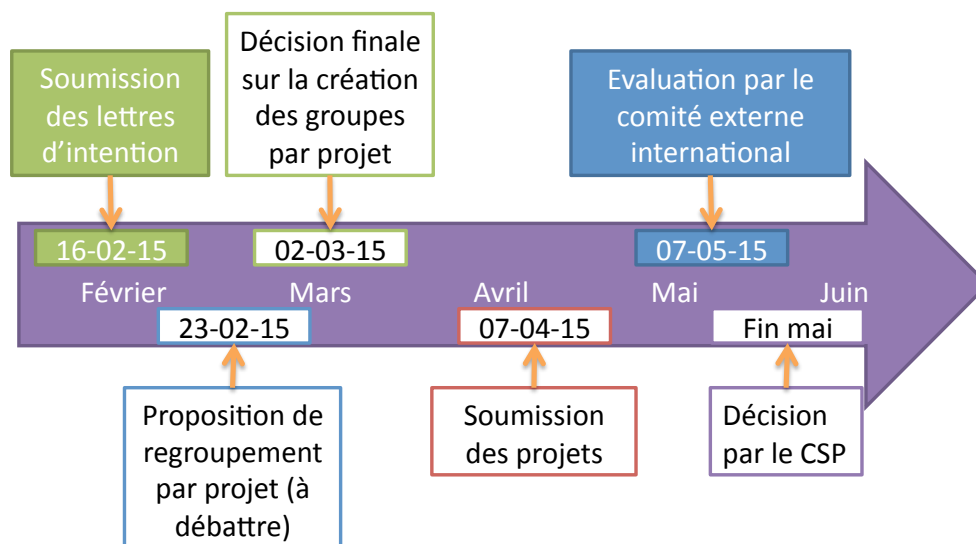 Soumission
des lettres
d'intention
Décision finale
sur la création
des groupes
par projet
Evaluation par le
comité externe
international
16-02-15
02-03-15
07-05-15
Février
Mars
Avril
Mai
Juin
23-02-15
07-04-15
Fin mai
Proposition de
regroupement
par projet (à
débattre)
Soumission
des projets
Décision
par le CSP